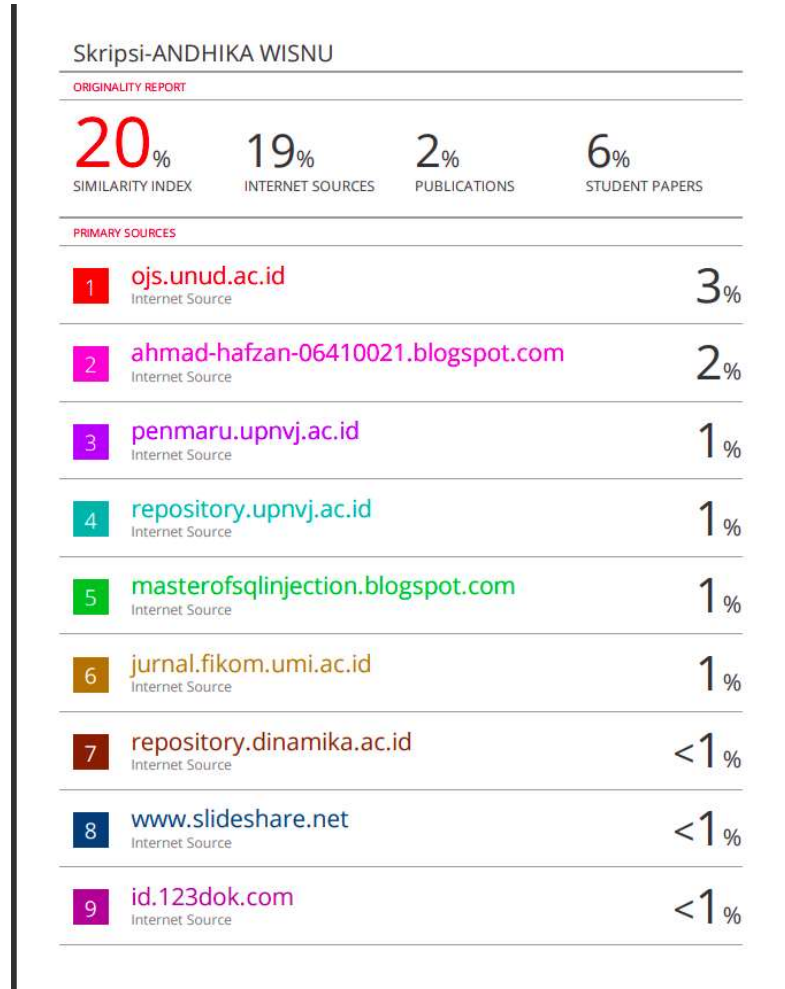 Skripsi-ANDHIKA WISNU
ORIGINALITY REPORT
20% 19% 2% 6%
SIMILARITY INDEX INTERNET SOURCES PUBLICATIONS STUDENT PAPERS
PRIMARY SOURCES
1 ojs.unud.ac.id 3%
Internet Source
2 ahmad-hafzan-06410021.blogspot.com 2%
Internet Source
3 penmaru.upnvj.ac.id 1%
Internet Source
4 repository.upnvj.ac.id 1%
Internet Source
5 masterofsqlinjection.blogspot.com 1%
Internet Source
6 jurnal.fikom.umi.ac.id 1%
Internet Source
7 repository.dinamika.ac.id <1%
Internet Source
8 www.slideshare.net <1%
Internet Source
9 id.123dok.com <1%
Internet Source